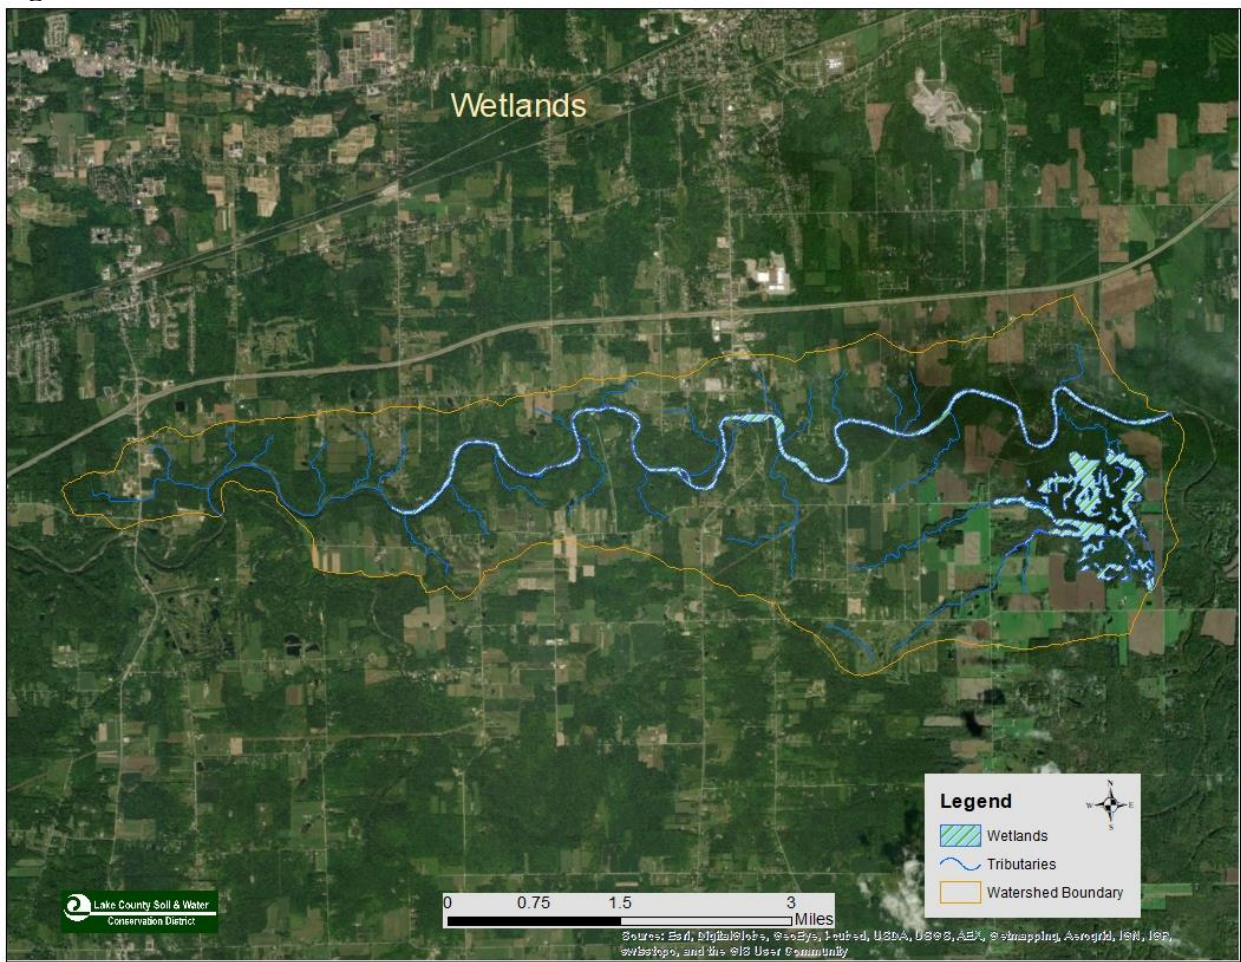 Wetlands
Legend
N
W E
S
Wetlands
Tributaries
Watershed Boundary
Lake County Soil & Water
Conservation District
0 0.75 1.5 3
Miles
Source: Esri, DigitalGlobe, GeoEye, i-cubed, USDA, USGS, AEX, Getmapping, Aerogrid, IGN, IGP,
swisstopo, and the GIS User Community